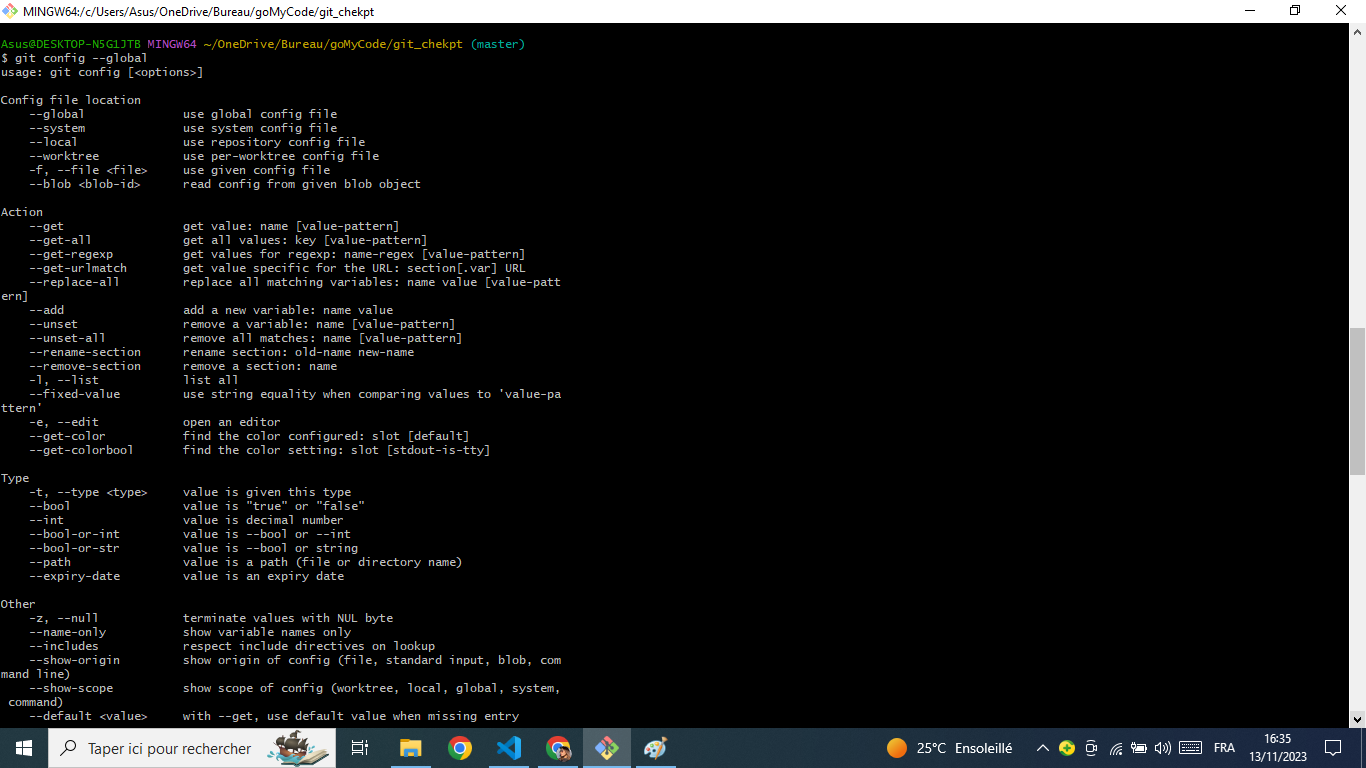 MINGW64:/c/Users/Asus/OneDrive/Bureau/goMyCode/git_chekpt
Asus@DESKTOP-N5G1JTB MINGW64 ~/OneDrive/Bureau/goMyCode/git_chekpt (master)
$ git config --global
usage: git config [<options>]
Config file location
--global use global config file
--system use system config file
--local use repository config file
--worktree use per-worktree config file
-f, --file <file> use given config file
--blob <blob-id> read config from given blob object
Action
--get get value: name [value-pattern]
--get-all get all values: key [value-pattern]
--get-regexp get values for regexp: name-regex [value-pattern]
--get-urlmatch get value specific for the URL: section[.var] URL
--replace-all replace all matching variables: name value [value-patt
ern]
--add add a new variable: name value
--unset remove a variable: name [value-pattern]
--unset-all remove all matches: name [value-pattern]
--rename-section rename section: old-name new-name
--remove-section remove a section: name
-l, --list list all
--fixed-value use string equality when comparing values to 'value-pa
ttern'
-e, --edit open an editor
--get-color find the color configured: slot [default]
--get-colorbool find the color setting: slot [stdout-is-tty]
Type
-t, --type <type> value is given this type
--bool value is "true" or "false"
--int value is decimal number
--bool-or-int value is --bool or --int
--bool-or-str value is --bool or string
--path value is a path (file or directory name)
--expiry-date value is an expiry date
Other
-z, --null terminate values with NUL byte
--name-only show variable names only
--includes respect include directives on lookup
--show-origin show origin of config (file, standard input, blob, com
mand line)
--show-scope show scope of config (worktree, local, global, system,
command)
--default <value> with --get, use default value when missing entry
Taper ici pour rechercher
25°C Ensoleillé
FRA
16:35
13/11/2023